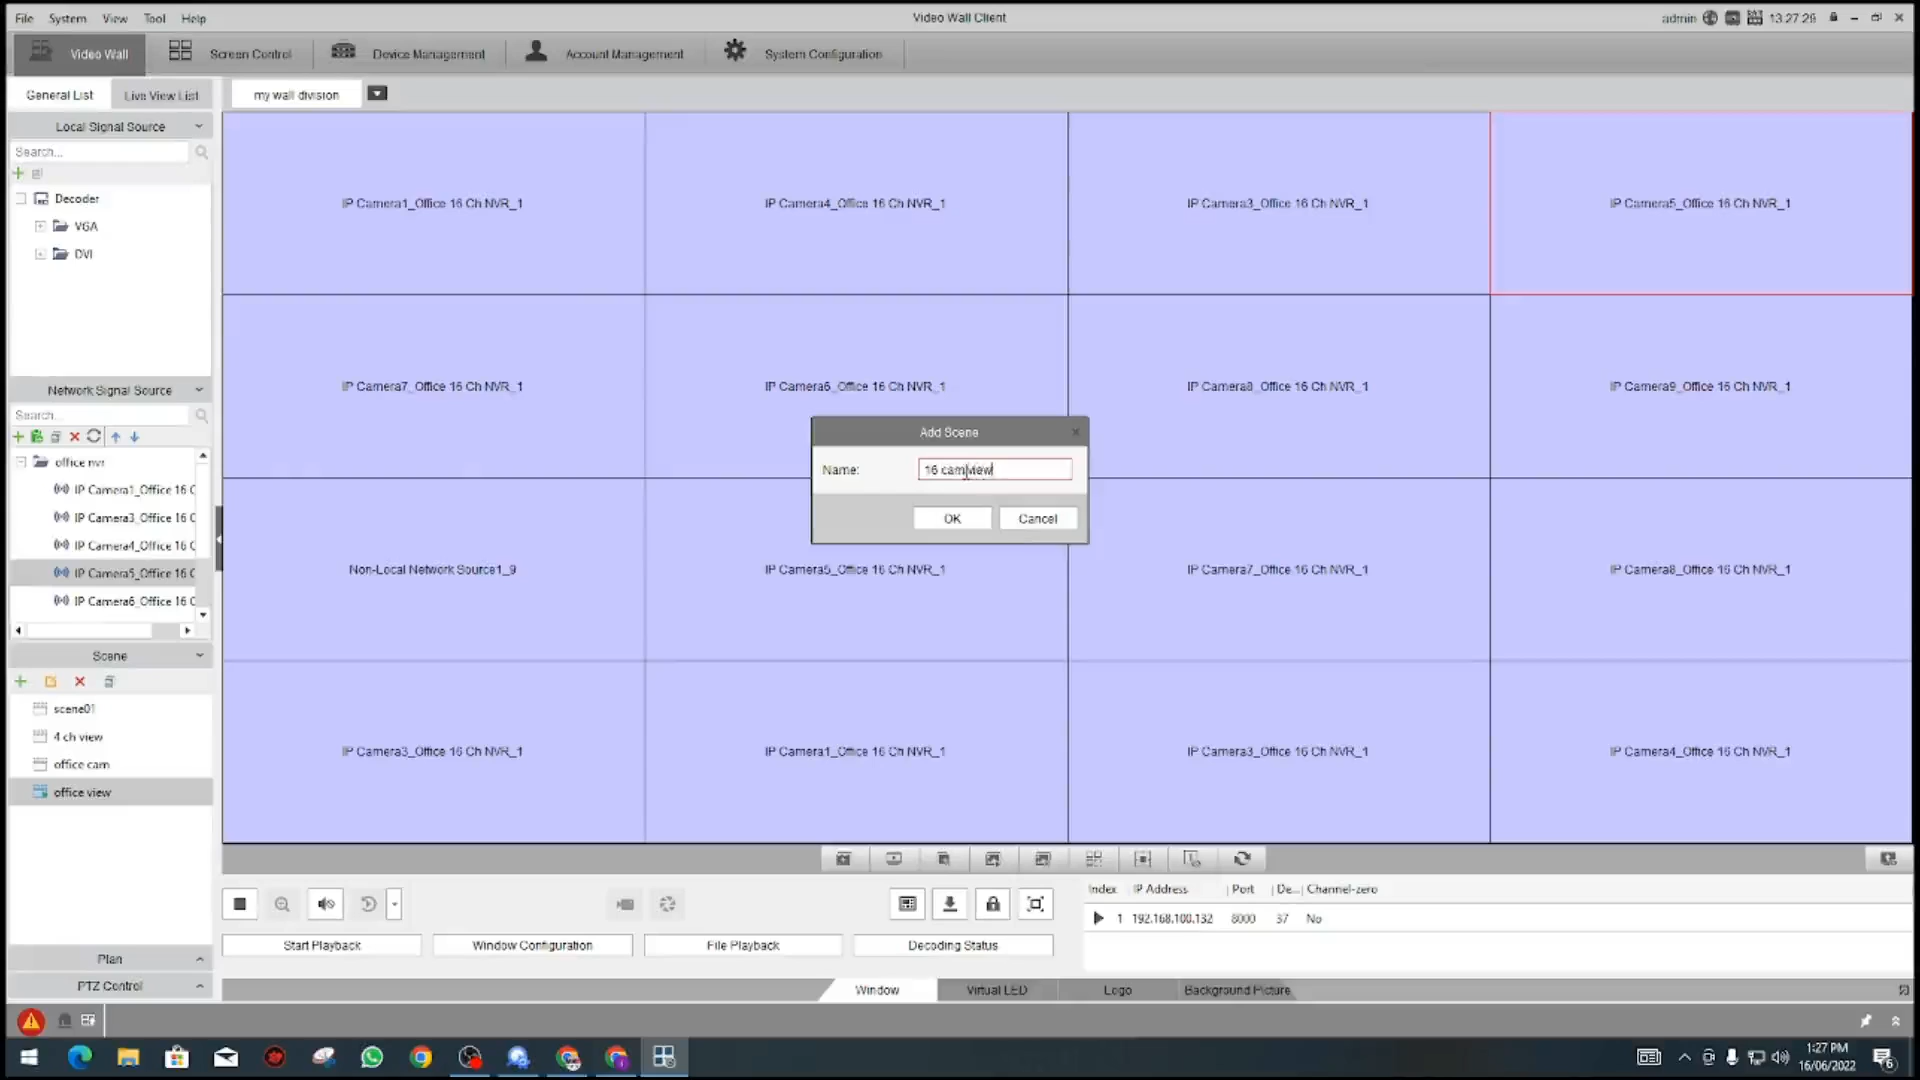 File System View Tool Help
Video Wall Client
admin 13:27:29
Video Wall Screen Control Device Management Account Management System Configuration
General List Live View List
my wall division
Local Signal Source
Search...
Decoder
VGA
DVI
Network Signal Source
Search...
office nvr
IP Camera1_Office 16 C
IP Camera3_Office 16 C
IP Camera4_Office 16 C
IP Camera5_Office 16 C
IP Camera6_Office 16 C
Scene
scene01
4 ch view
office cam
office view
Plan
PTZ Control
IP Camera1_Office 16 Ch NVR_1 IP Camera4_Office 16 Ch NVR_1 IP Camera3_Office 16 Ch NVR_1 IP Camera5_Office 16 Ch NVR_1
IP Camera7_Office 16 Ch NVR_1 IP Camera6_Office 16 Ch NVR_1 IP Camera8_Office 16 Ch NVR_1 IP Camera9_Office 16 Ch NVR_1
Add Scene
Name: 16 cam view
OK Cancel
Non-Local Network Source1_9 IP Camera5_Office 16 Ch NVR_1 IP Camera7_Office 16 Ch NVR_1 IP Camera8_Office 16 Ch NVR_1
IP Camera3_Office 16 Ch NVR_1 IP Camera1_Office 16 Ch NVR_1 IP Camera3_Office 16 Ch NVR_1 IP Camera4_Office 16 Ch NVR_1
Start Playback Window Configuration File Playback Decoding Status
Index IP Address Port De... Channel-zero
1 192.168.100.132 8000 37 No
Window Virtual LED Logo Background Picture
1:27 PM
16/06/2022
6